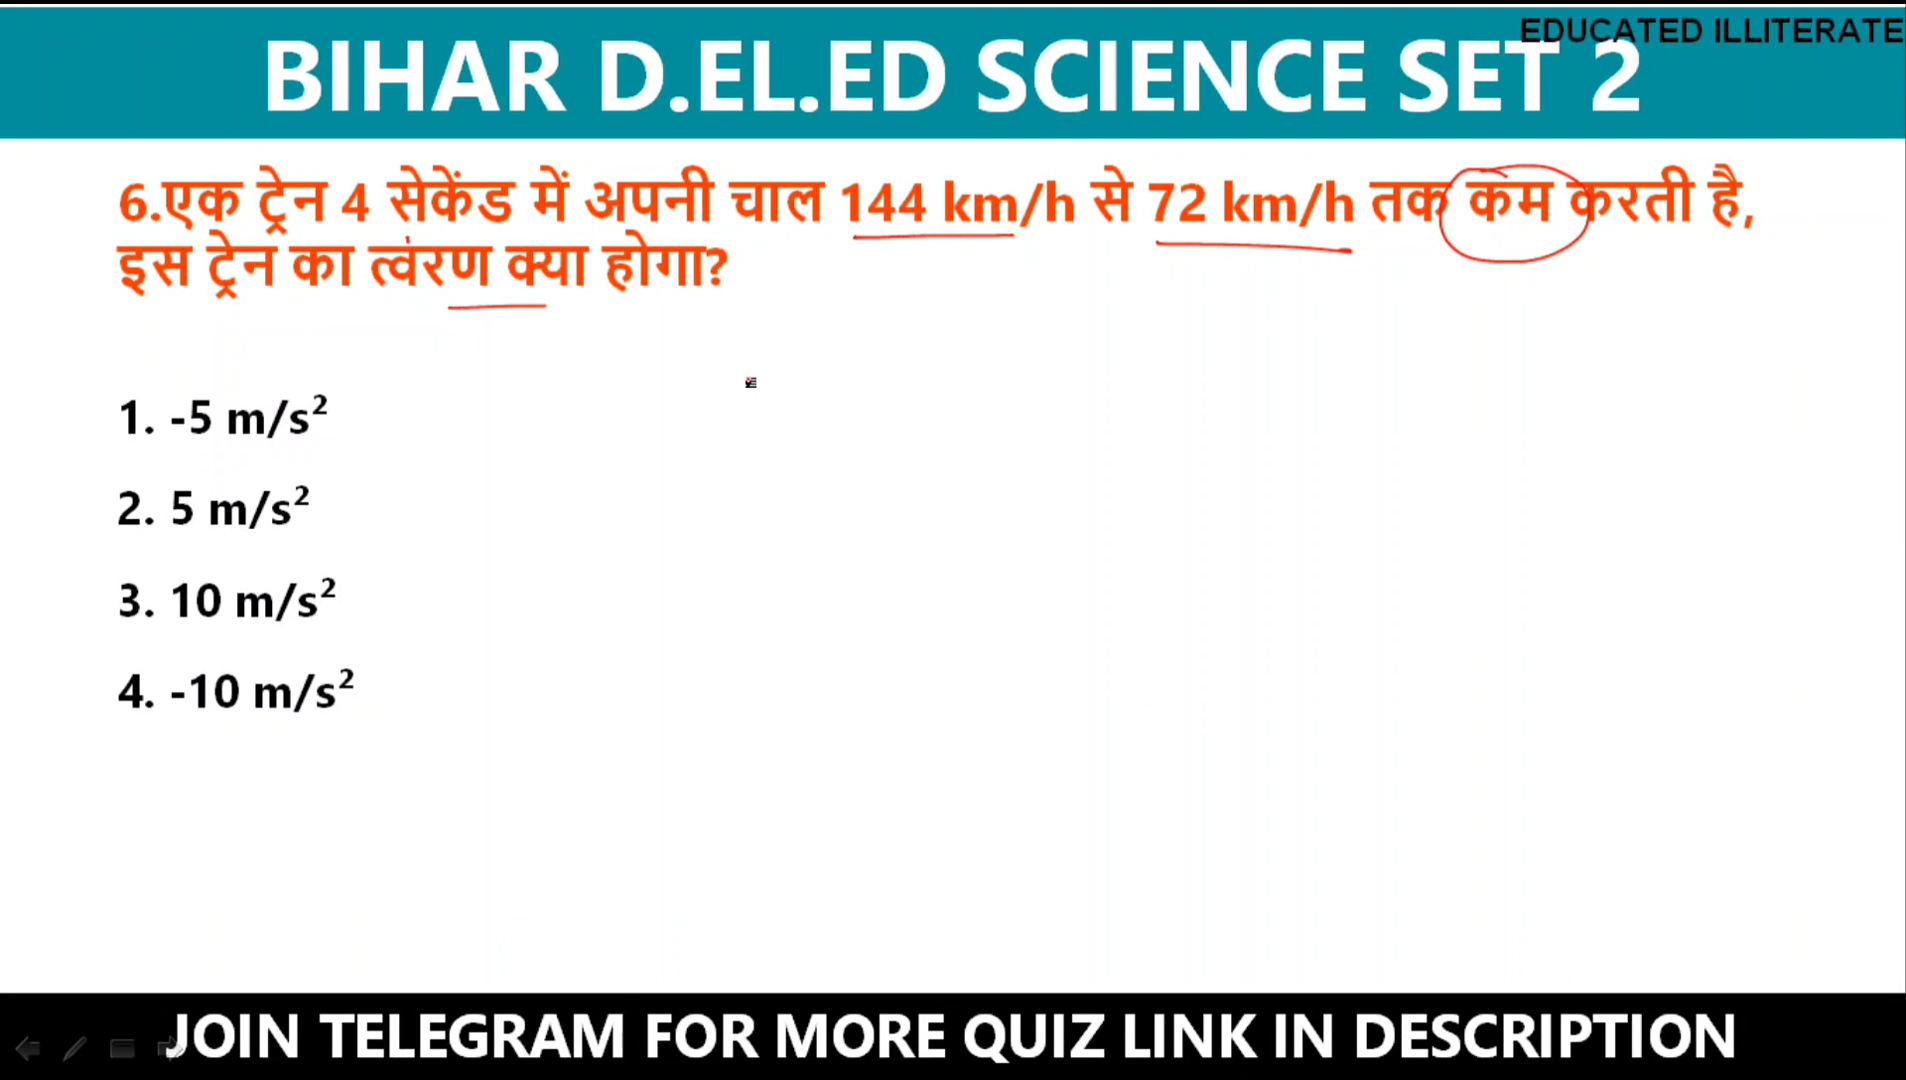 EDUCATED ILLITERATE
BIHAR D.EL.ED SCIENCE SET 2
6.एक ट्रेन 4 सेकेंड में अपनी चाल 144 km/h से 72 km/h तक कम करती है,
इस ट्रेन का त्वरण क्या होगा?
1. -5 m/s²
2. 5 m/s²
3. 10 m/s²
4. -10 m/s²
JOIN TELEGRAM FOR MORE QUIZ LINK IN DESCRIPTION